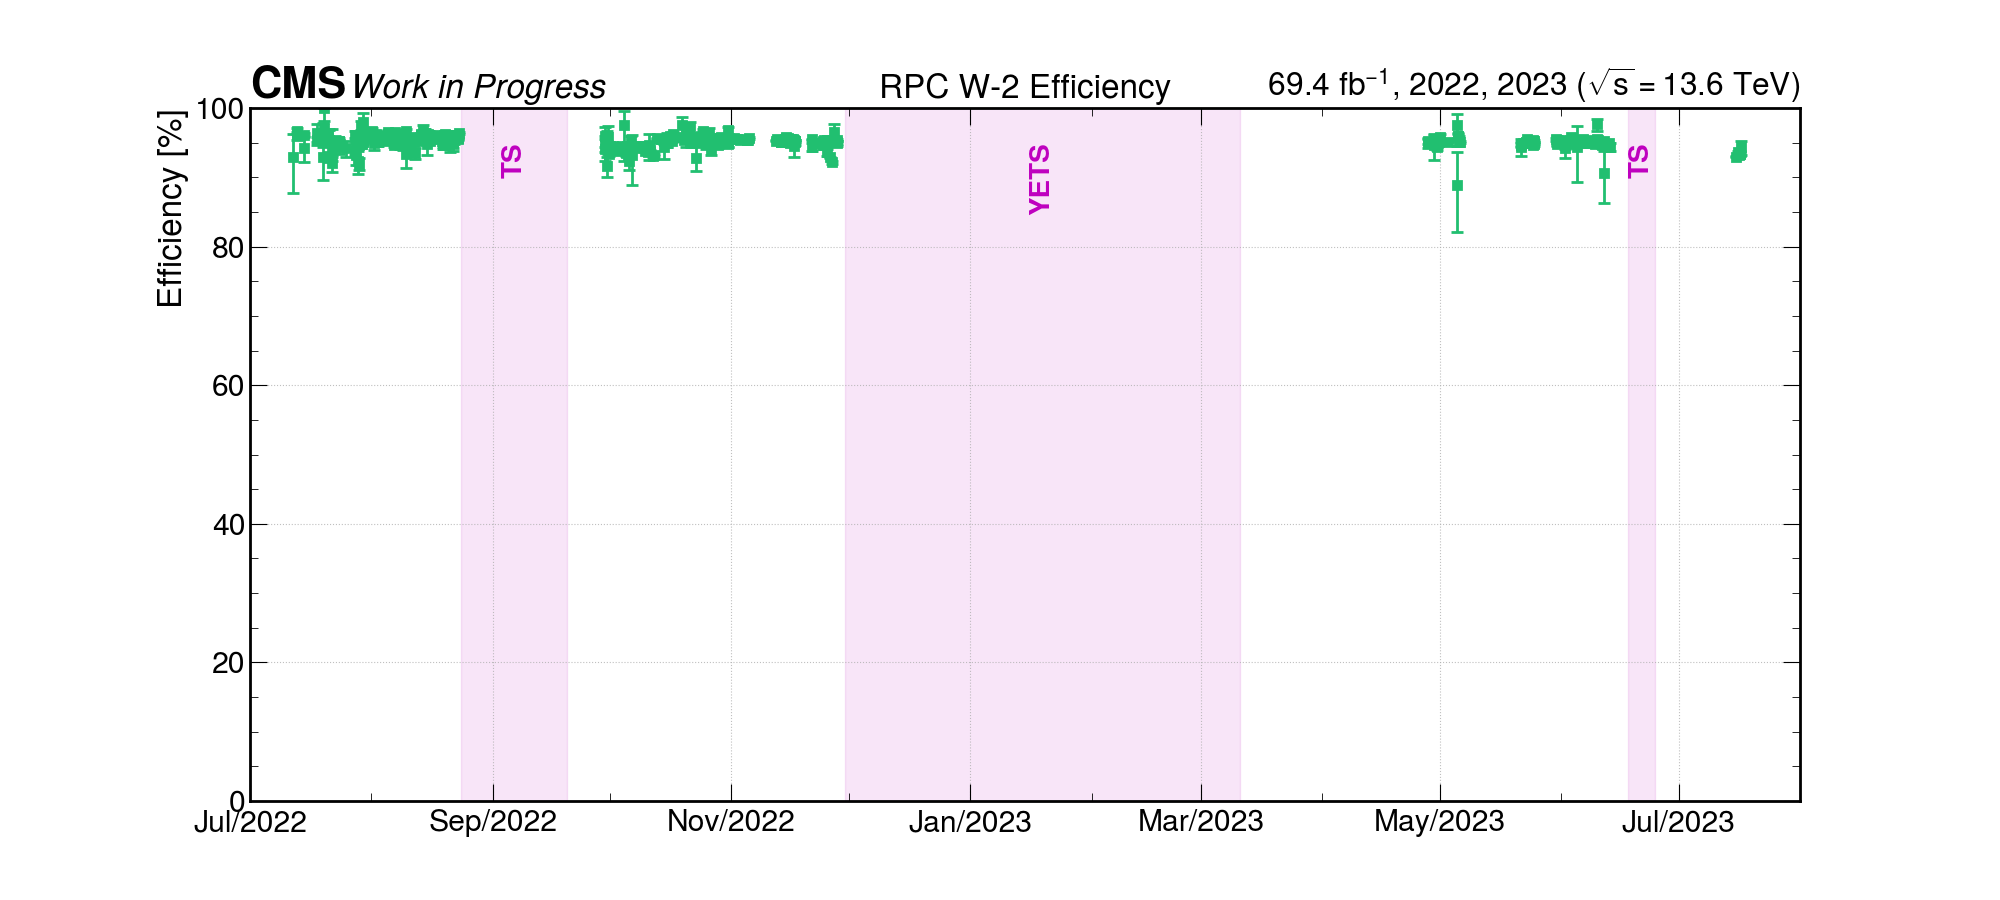 CMS Work in Progress
RPC W-2 Efficiency
69.4 fb⁻¹, 2022, 2023 (√s = 13.6 TeV)
Efficiency [%]
100
80
60
40
20
0
TS
YETS
TS
Jul/2022
Sep/2022
Nov/2022
Jan/2023
Mar/2023
May/2023
Jul/2023